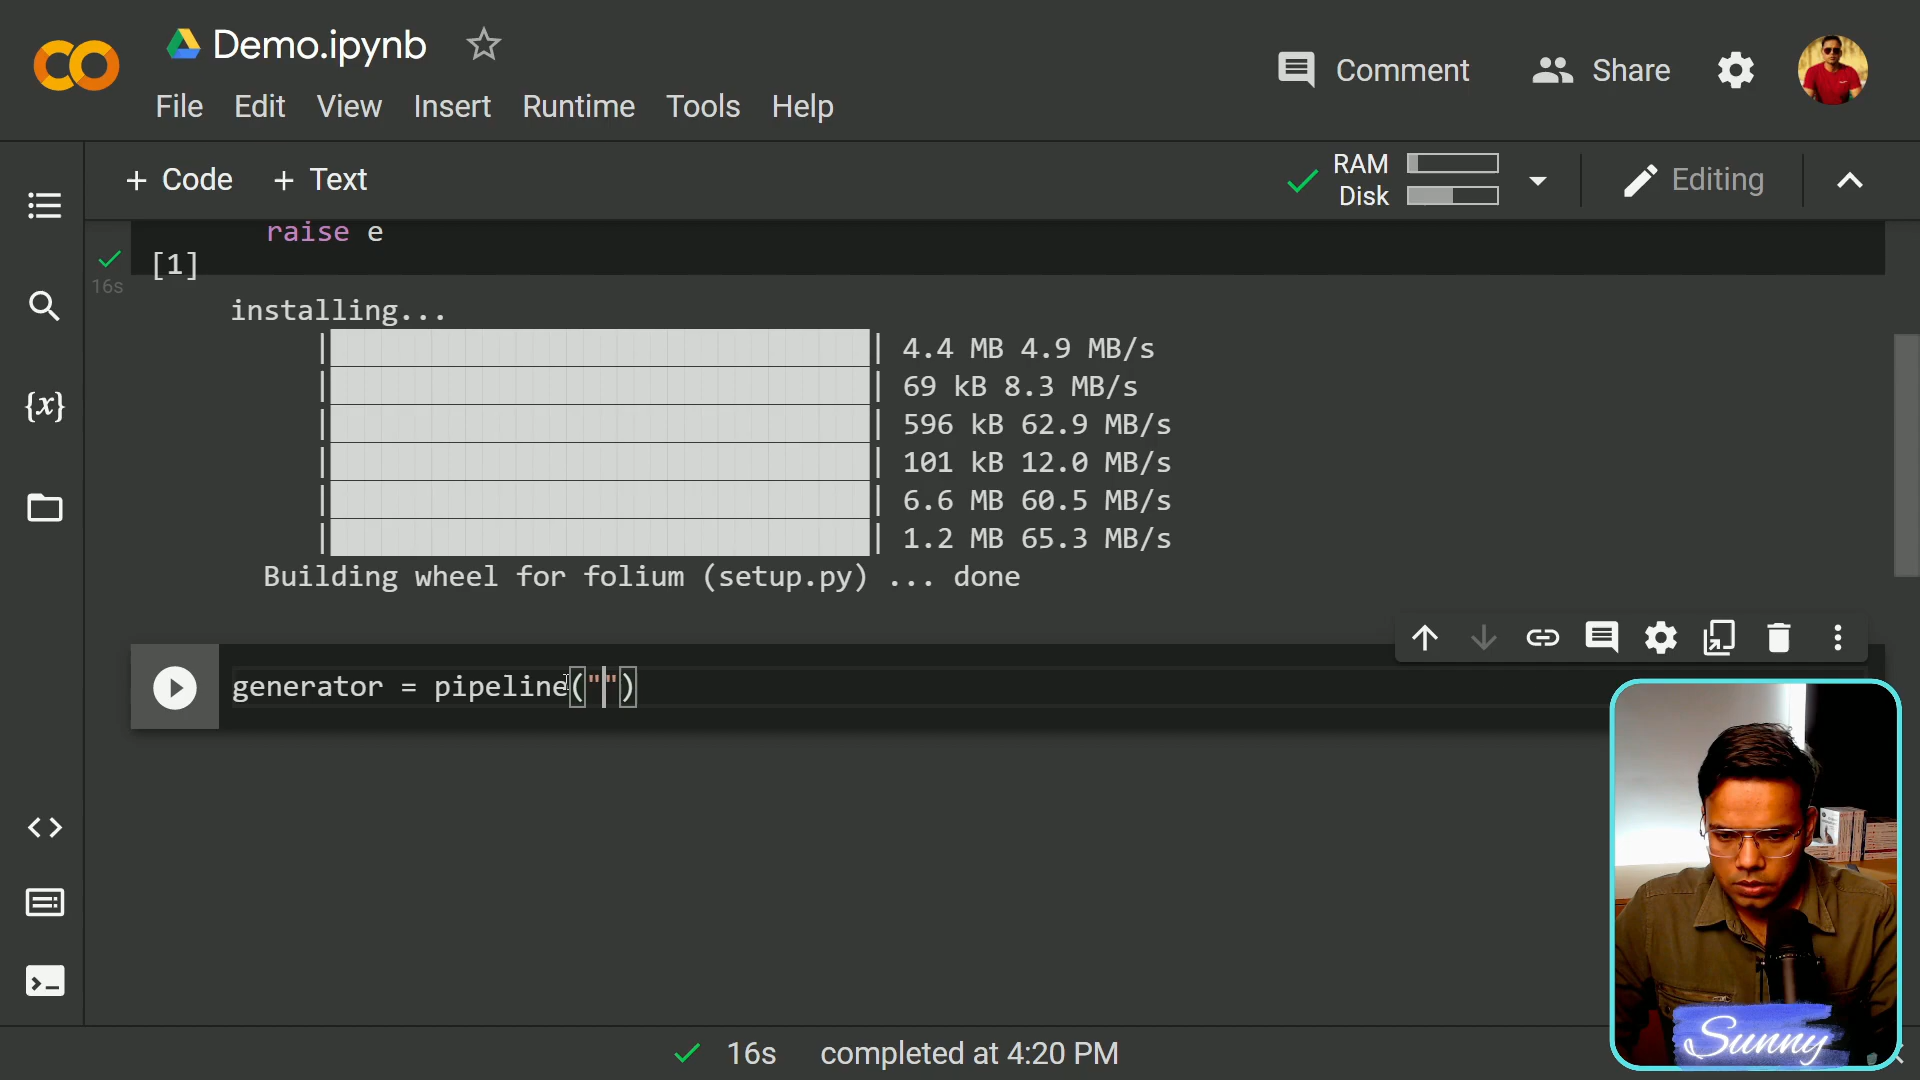 Demo.ipynb
Comment
Share
File Edit View Insert Runtime Tools Help
+ Code + Text
RAM
Disk
Editing
raise e
[1]
16s
installing...
4.4 MB 4.9 MB/s
69 kB 8.3 MB/s
596 kB 62.9 MB/s
101 kB 12.0 MB/s
6.6 MB 60.5 MB/s
1.2 MB 65.3 MB/s
Building wheel for folium (setup.py) ... done
{x}
generator = pipeline("")
Sunny
16s completed at 4:20 PM